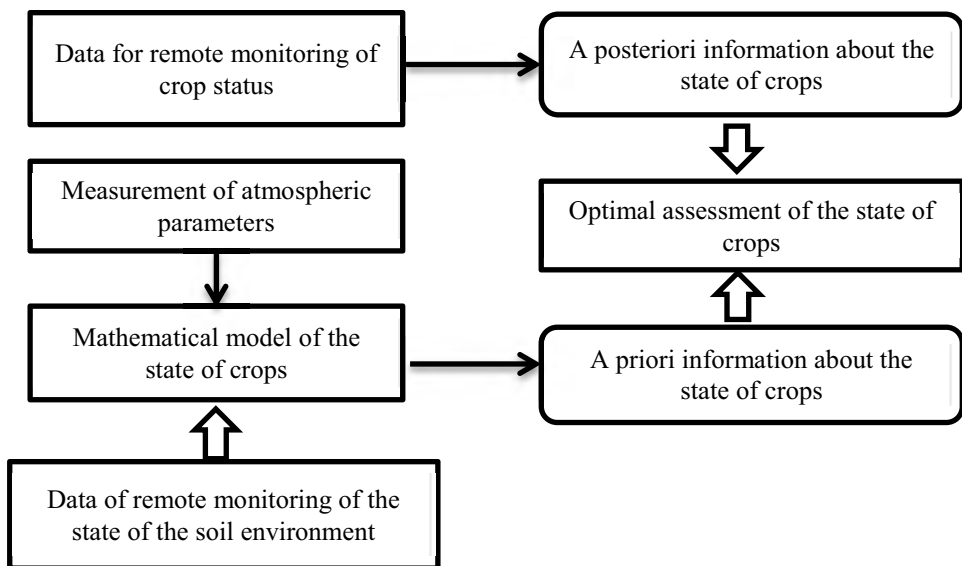 Data for remote monitoring of
crop status
A posteriori information about the
state of crops
Measurement of atmospheric
parameters
Optimal assessment of the state of
crops
Mathematical model of the
state of crops
A priori information about the
state of crops
Data of remote monitoring of the
state of the soil environment